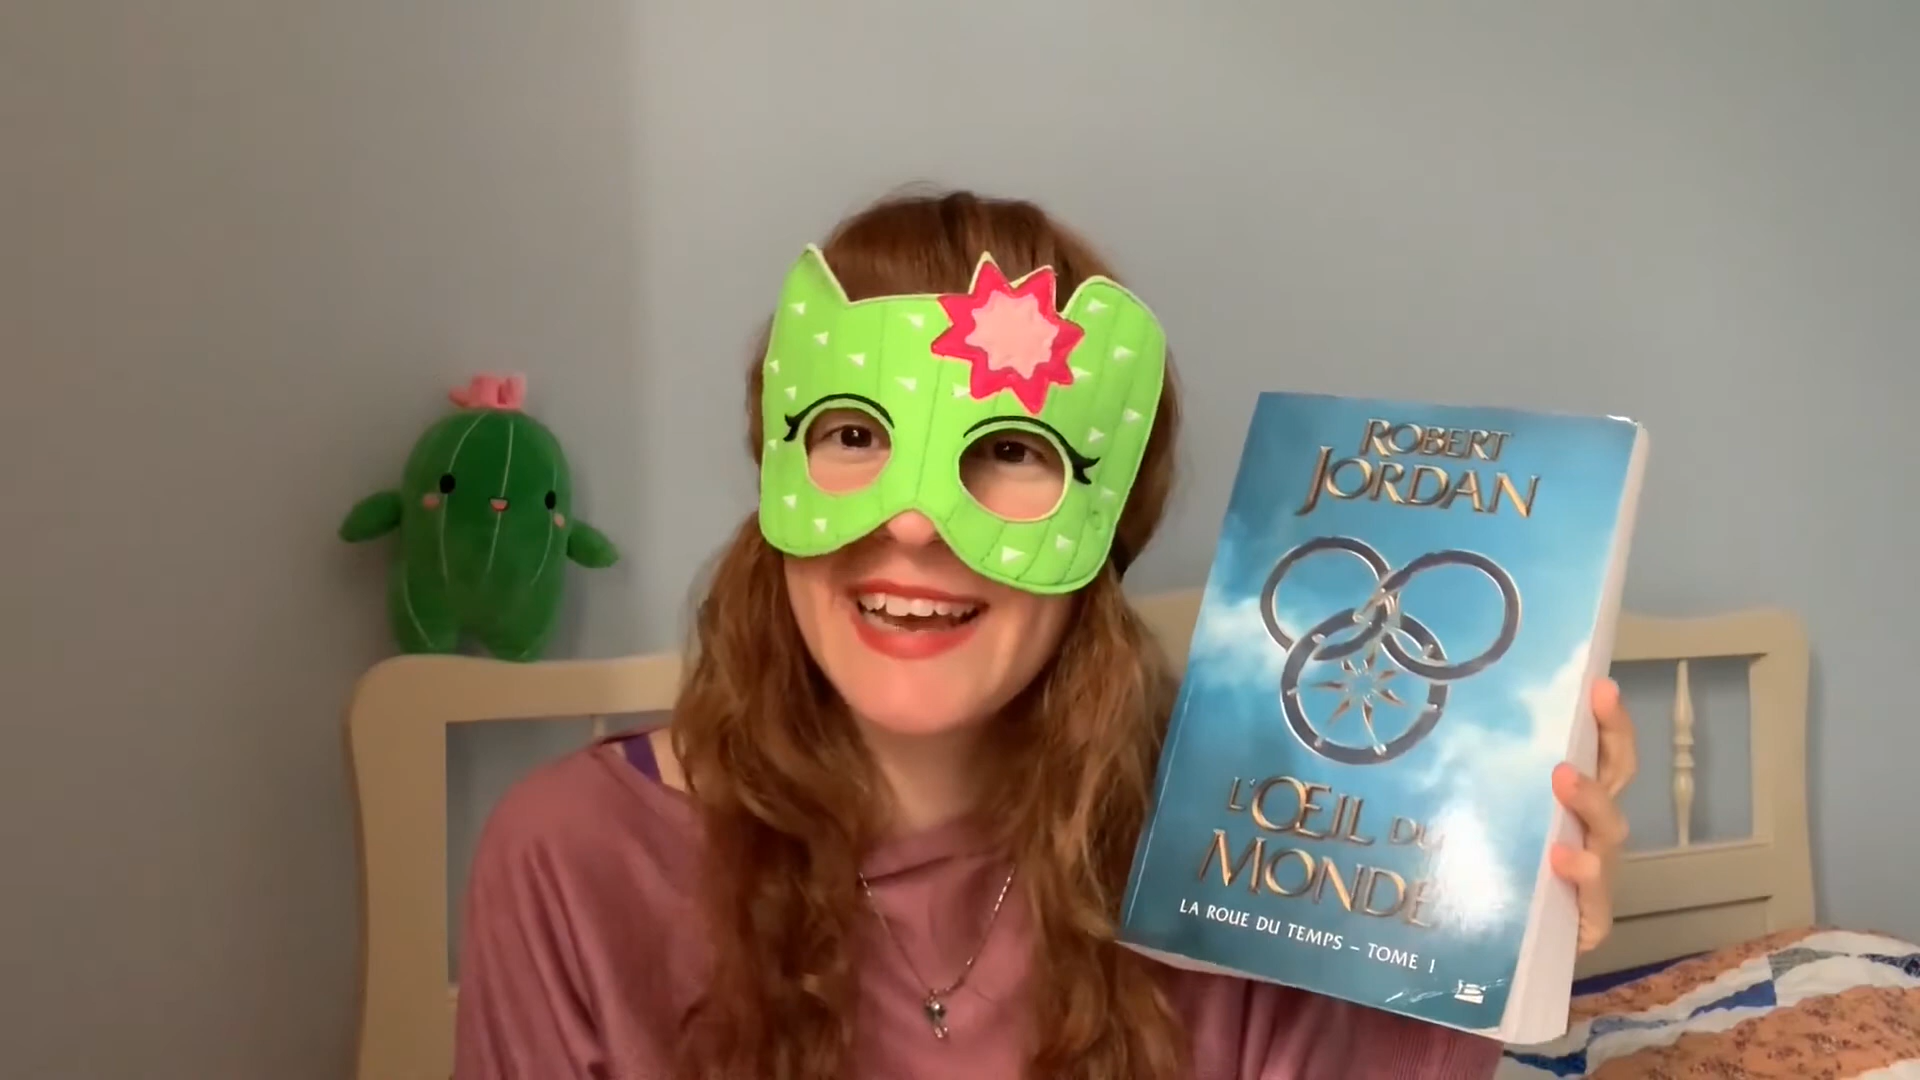 ROBERT
JORDAN
L'ŒIL DU
MONDE
LA ROUE DU TEMPS – TOME 1